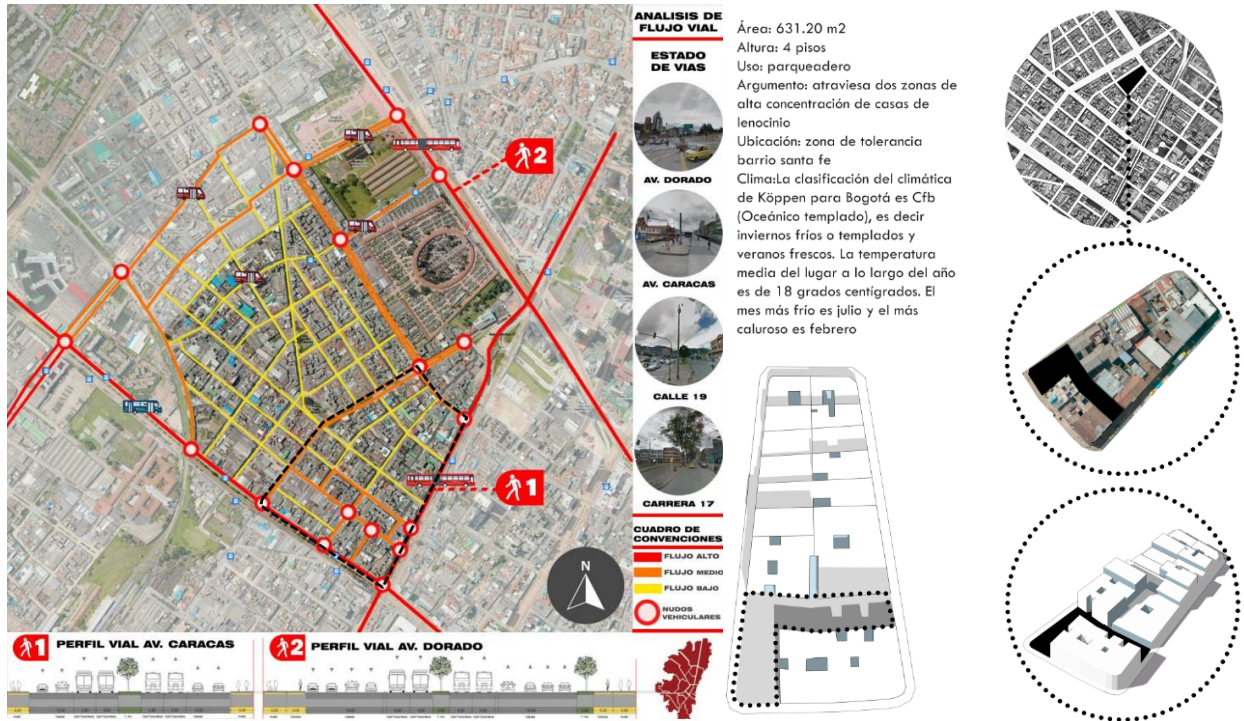 ANALISIS DE
FLUJO VIAL
ESTADO
DE VIAS
AV. DORADO
AV. CARACAS
CALLE 19
CARRERA 17
CUADRO DE
CONVENCIONES
FLUJO ALTO
FLUJO MEDIO
FLUJO BAJO
NUDOS
VEHICULARES
2
1
N
1 PERFIL VIAL AV. CARACAS
2 PERFIL VIAL AV. DORADO
Área: 631.20 m2
Altura: 4 pisos
Uso: parqueadero
Argumento: atraviesa dos zonas de
alta concentración de casas de
lenocinio
Ubicación: zona de tolerancia
barrio santa fe
Clima:La clasificación del climática
de Köppen para Bogotá es Cfb
(Oceánico templado), es decir
inviernos fríos o templados y
veranos frescos. La temperatura
media del lugar a lo largo del año
es de 18 grados centígrados. El
mes más frío es julio y el más
caluroso es febrero